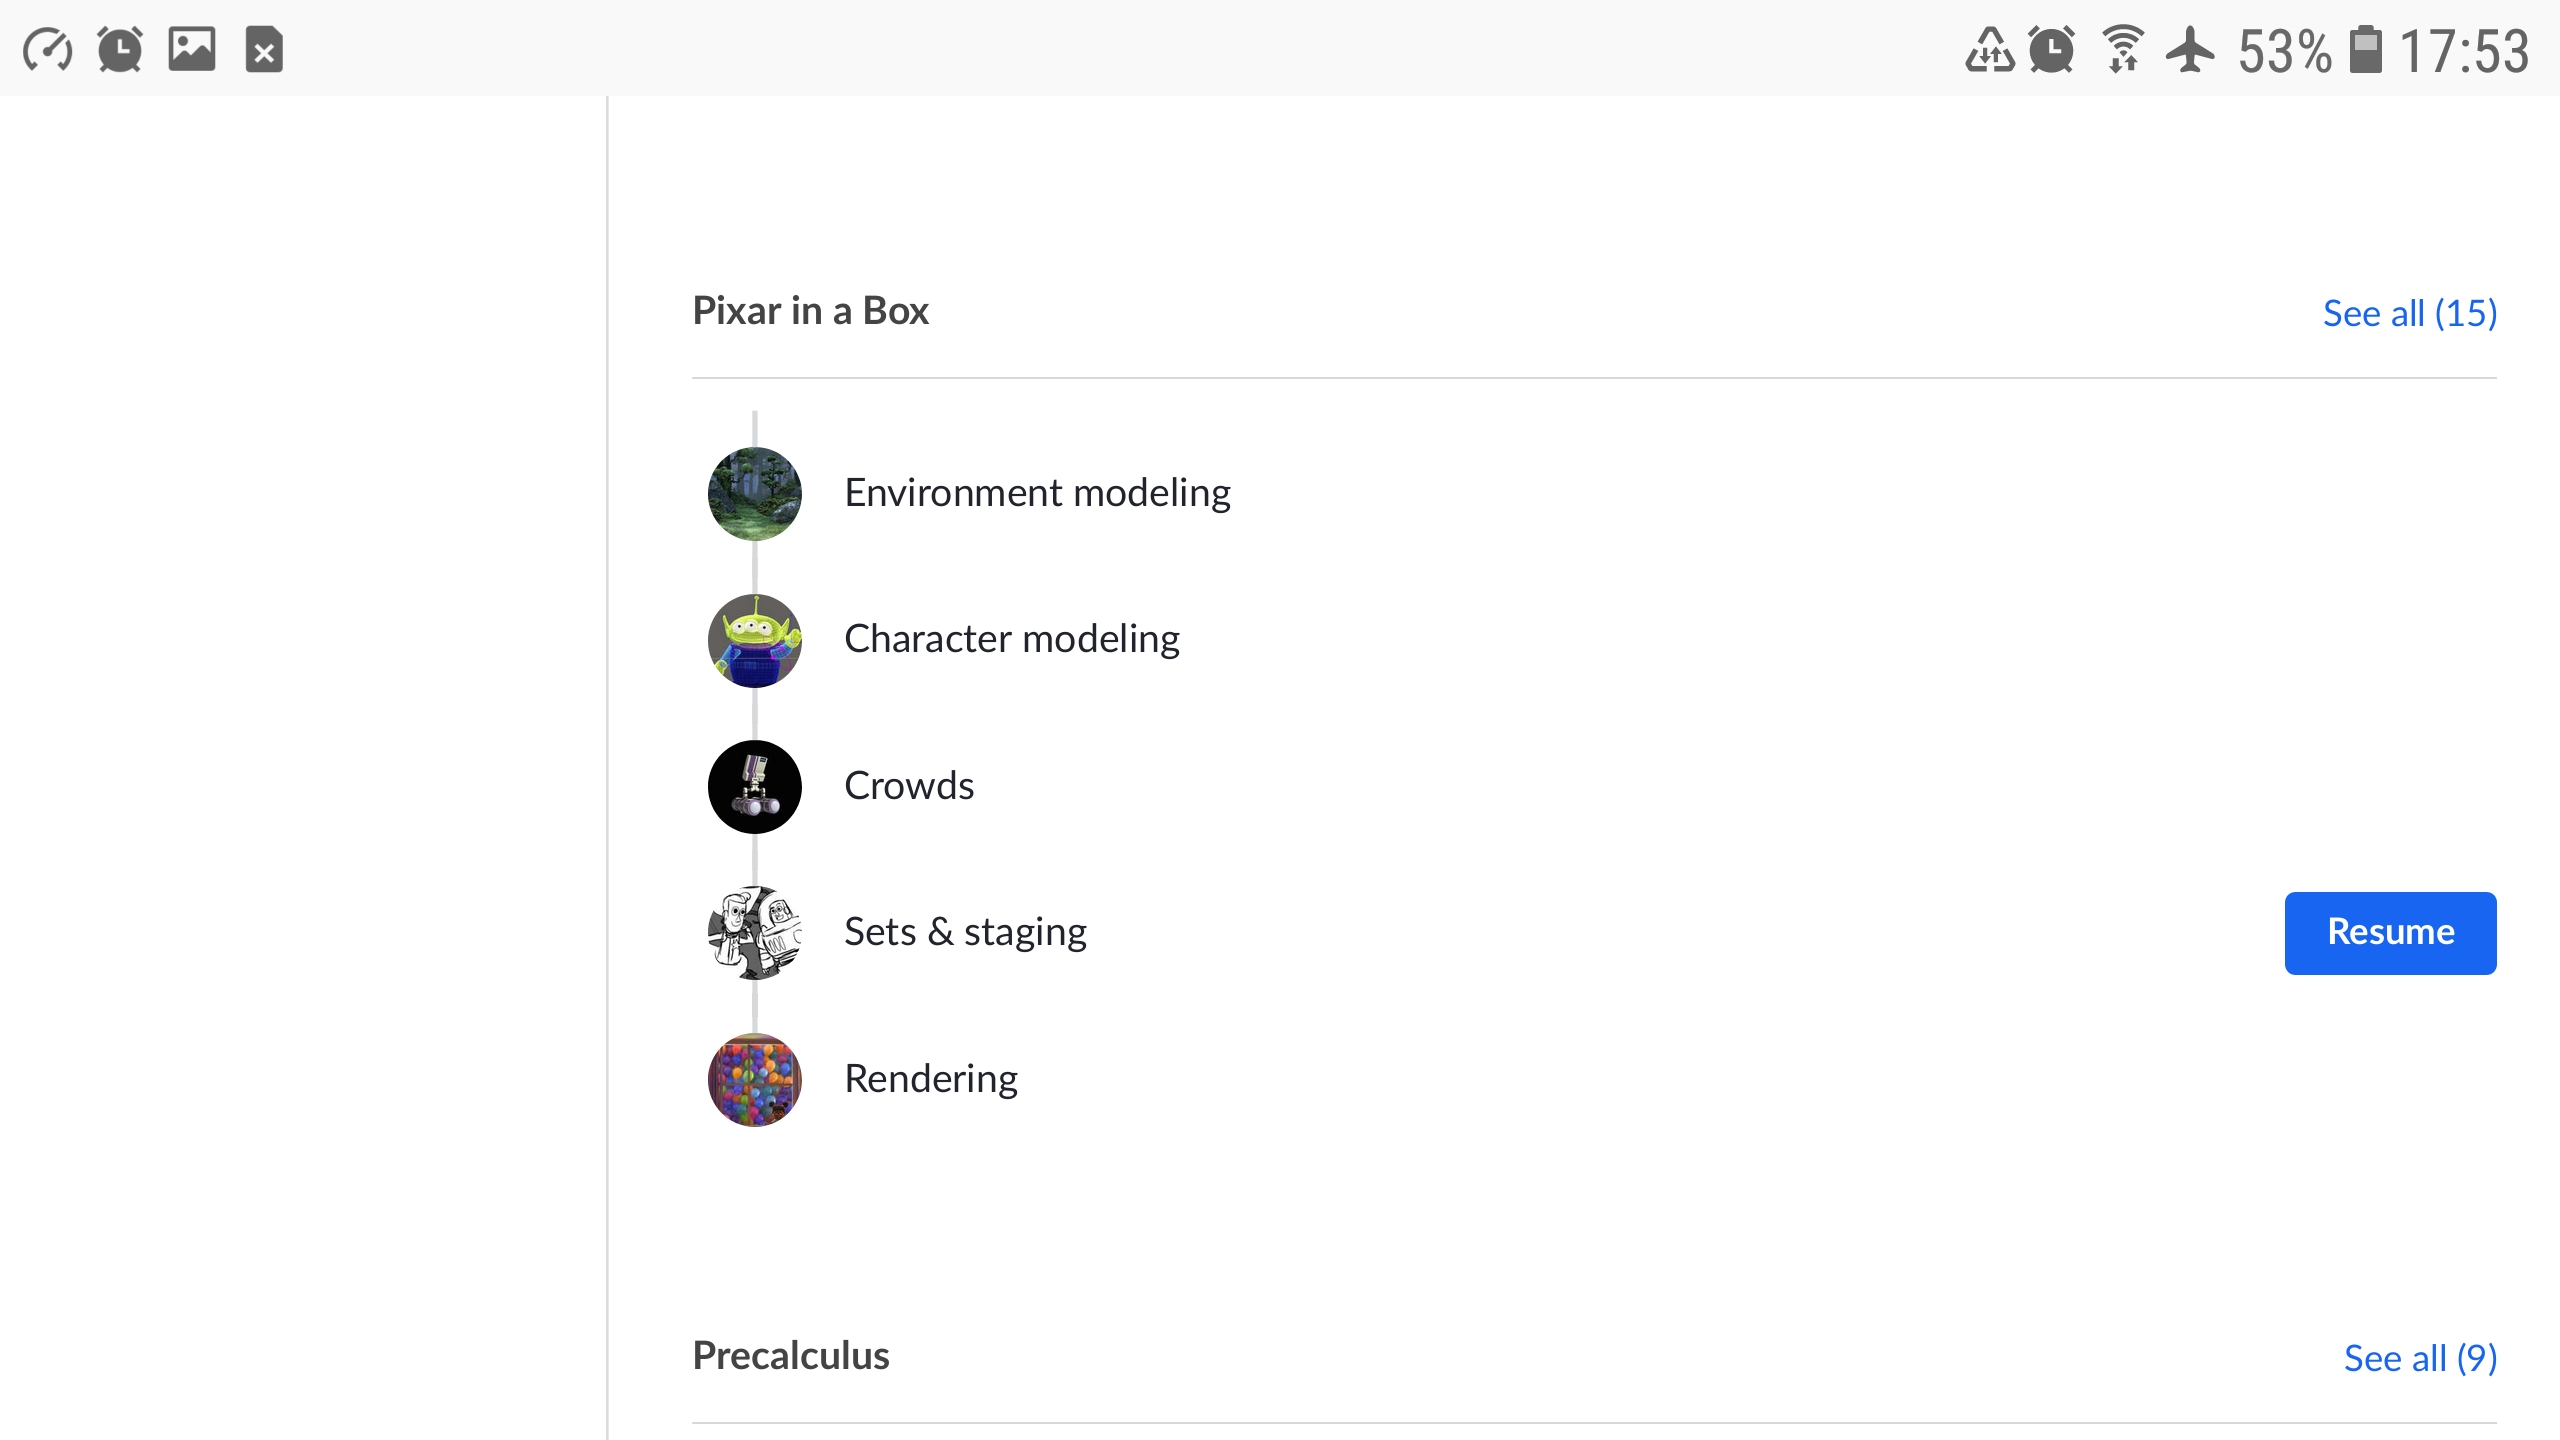 53% 17:53
Pixar in a Box
See all (15)
Environment modeling
Character modeling
Crowds
Sets & staging
Resume
Rendering
Precalculus
See all (9)